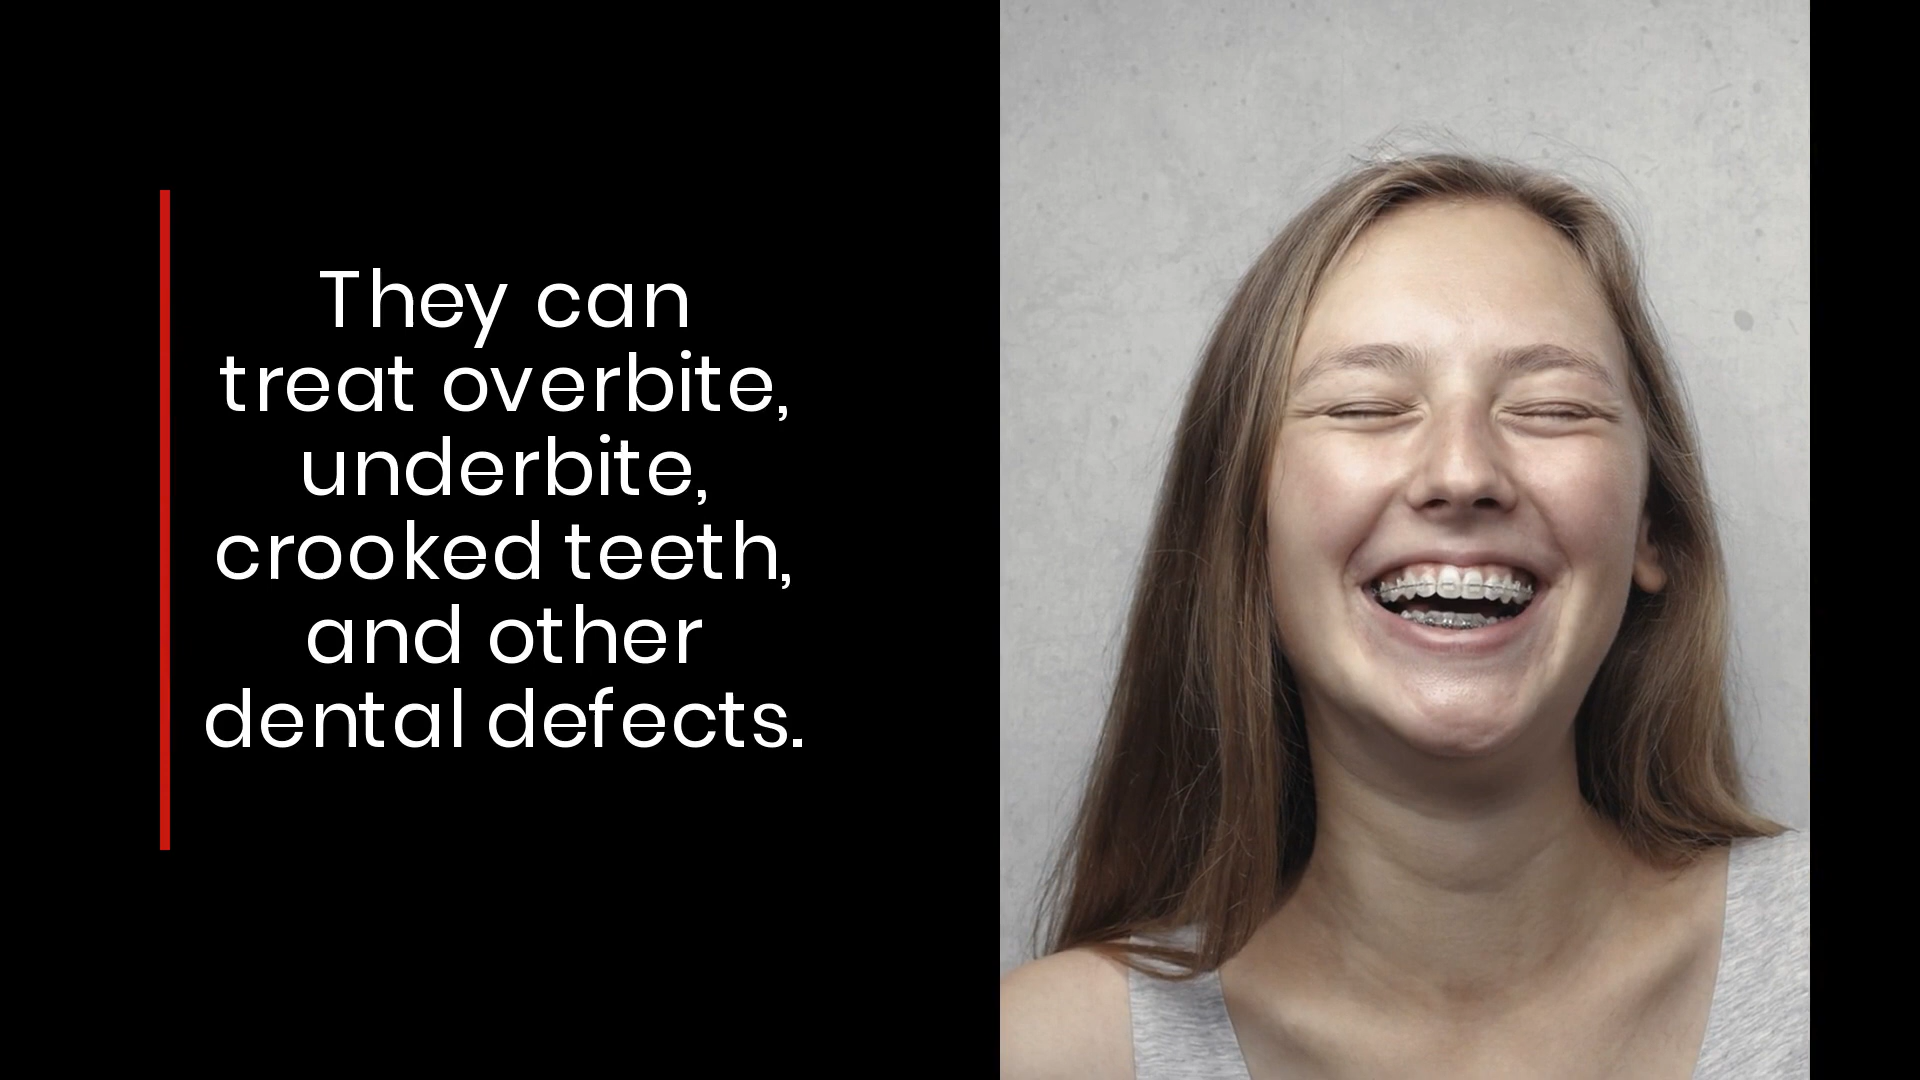 They can
treat overbite,
underbite,
crooked teeth,
and other
dental defects.